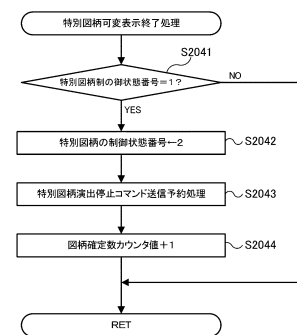 特別図柄可変表示終了処理
S2041
特別図柄制の御状態番号=1?
NO
YES
特別図柄の制御状態番号←2
S2042
特別図柄演出停止コマンド送信予約処理
S2043
図柄確定数カウンタ値+1
S2044
RET